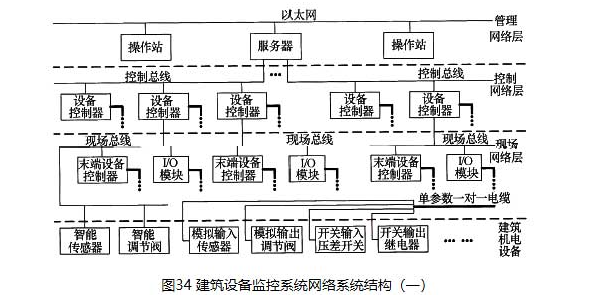 以太网
管理
网络层
操作站
服务器
操作站
控制总线
控制总线
控制
网络层
设备
控制器
设备
控制器
设备
控制器
设备
控制器
设备
控制器
现场总线
现场总线
现场总线
现场
网络层
末端设备
控制器
I/O
模块
末端设备
控制器
I/O
模块
末端设备
控制器
I/O
模块
单参数一对一电缆
智能
传感器
智能
调节阀
模拟输入
传感器
模拟输出
调节阀
开关输入
压差开关
开关输出
继电器
建筑
机电
设备
图34 建筑设备监控系统网络系统结构（一）